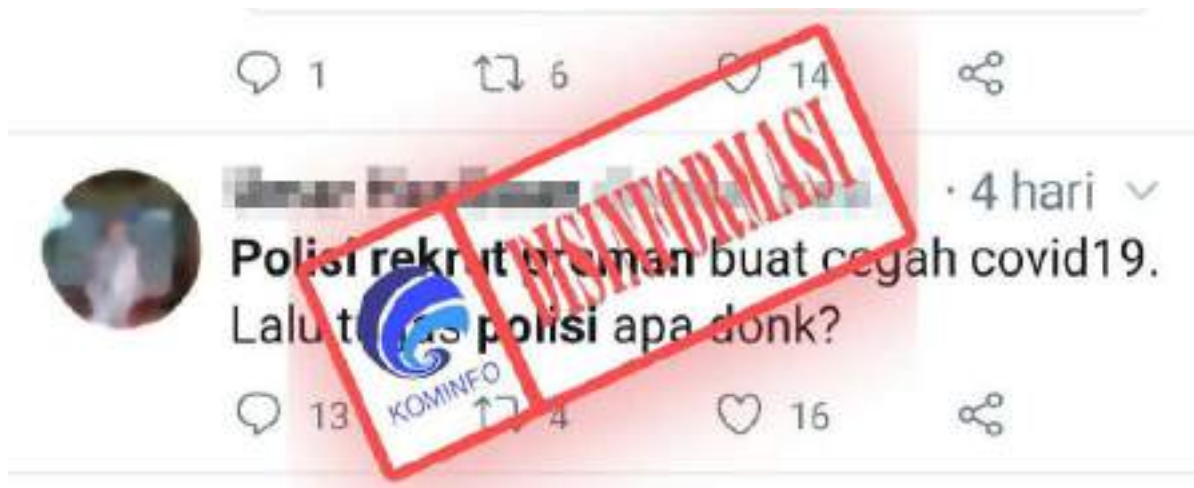 1 6 14
· 4 hari
Polisi rekrut preman buat cegah covid19.
Lalu tugas polisi apa donk?
13 4 16
KOMINFO
DISINFORMASI